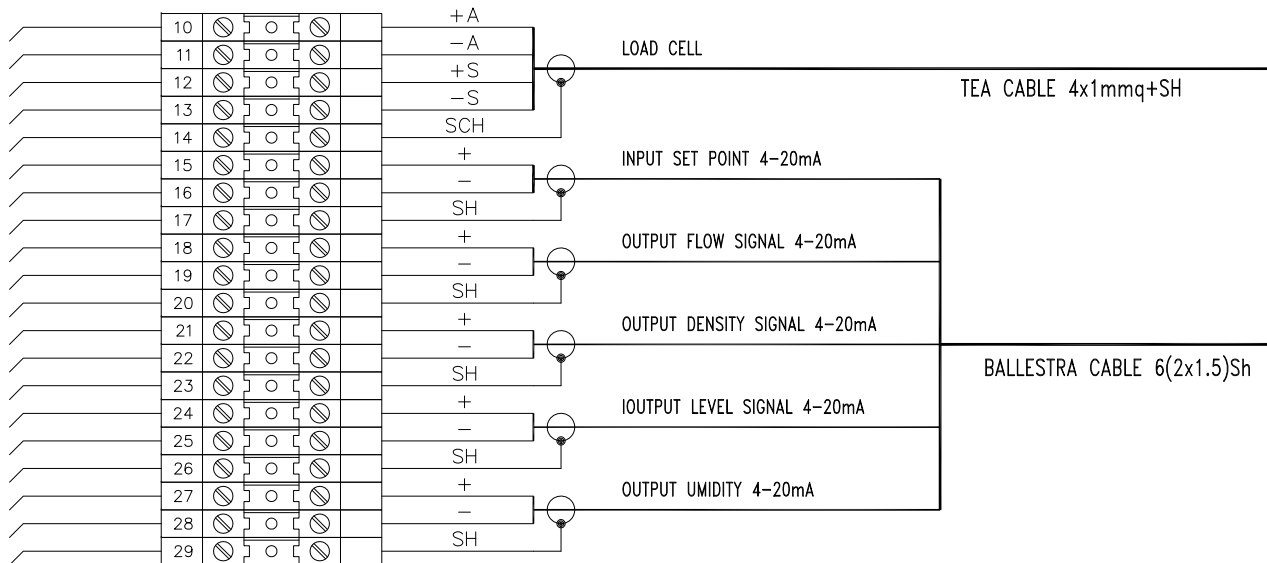 10 +A
11 -A
12 +S
13 -S
14 SCH
LOAD CELL
TEA CABLE 4x1mmq+SH
15 +
16 -
17 SH
INPUT SET POINT 4-20mA
18 +
19 -
20 SH
OUTPUT FLOW SIGNAL 4-20mA
21 +
22 -
23 SH
OUTPUT DENSITY SIGNAL 4-20mA
BALLESTRA CABLE 6(2x1.5)Sh
24 +
25 -
26 SH
IOUTPUT LEVEL SIGNAL 4-20mA
27 +
28 -
29 SH
OUTPUT UMIDITY 4-20mA